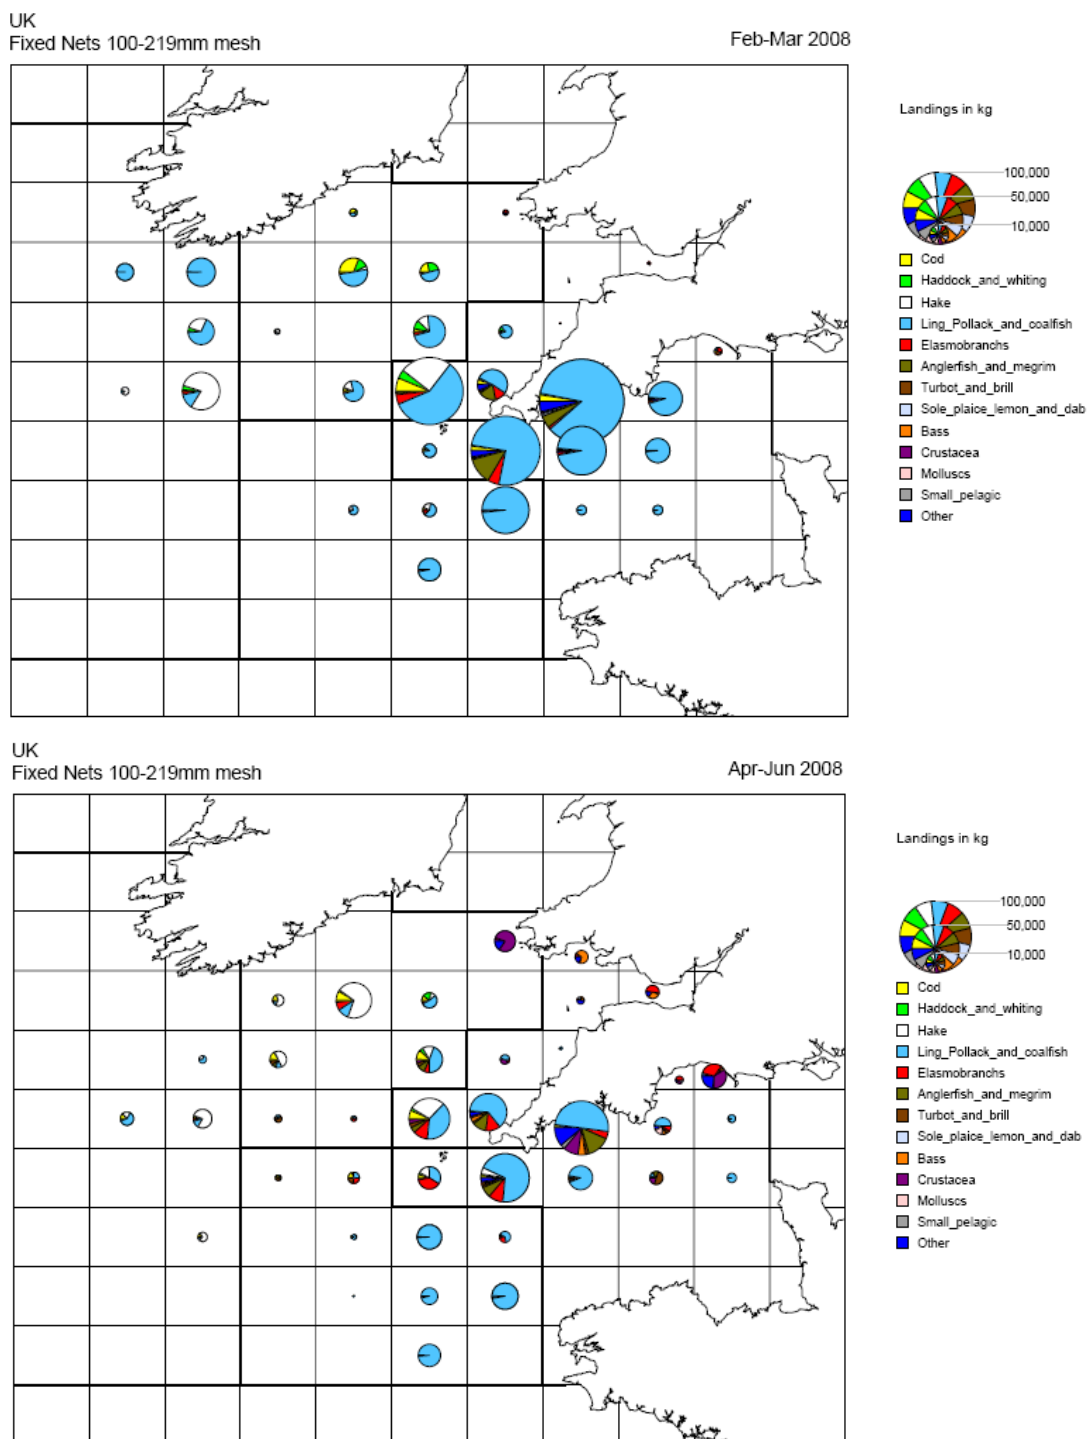 UK
Fixed Nets 100-219mm mesh
Feb-Mar 2008
Landings in kg
100,000
50,000
10,000
Cod
Haddock_and_whiting
Hake
Ling_Pollack_and_coalfish
Elasmobranchs
Anglerfish_and_megrim
Turbot_and_brill
Sole_plaice_lemon_and_dab
Bass
Crustacea
Molluscs
Small_pelagic
Other
UK
Fixed Nets 100-219mm mesh
Apr-Jun 2008
Landings in kg
100,000
50,000
10,000
Cod
Haddock_and_whiting
Hake
Ling_Pollack_and_coalfish
Elasmobranchs
Anglerfish_and_megrim
Turbot_and_brill
Sole_plaice_lemon_and_dab
Bass
Crustacea
Molluscs
Small_pelagic
Other